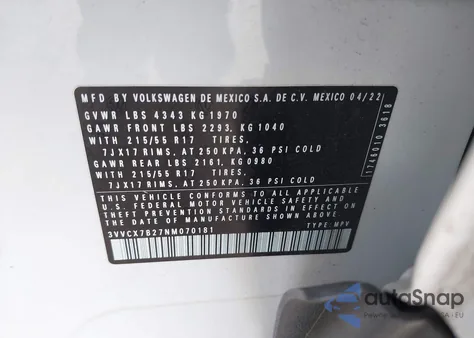 MFD BY VOLKSWAGEN DE MEXICO S.A. DE C.V. MEXICO 04/22
GVWR LBS 4343 KG 1970
GAWR FRONT LBS 2293, KG 1040
WITH 215/55 R17 TIRES,
7JX17 RIMS, AT 250 KPA, 36 PSI COLD
GAWR REAR LBS 2161, KG 0980
WITH 215/55 R17 TIRES,
7JX17 RIMS, AT 250 KPA, 36 PSI COLD
THIS VEHICLE CONFORMS TO ALL APPLICABLE
U.S. FEDERAL MOTOR VEHICLE SAFETY
STANDARDS IN EFFECT ON THE
DATE OF MANUFACTURE SHOWN ABOVE
3VVCX7B27NM070181 TYPE: MPV
1746010 3618
autoSnap